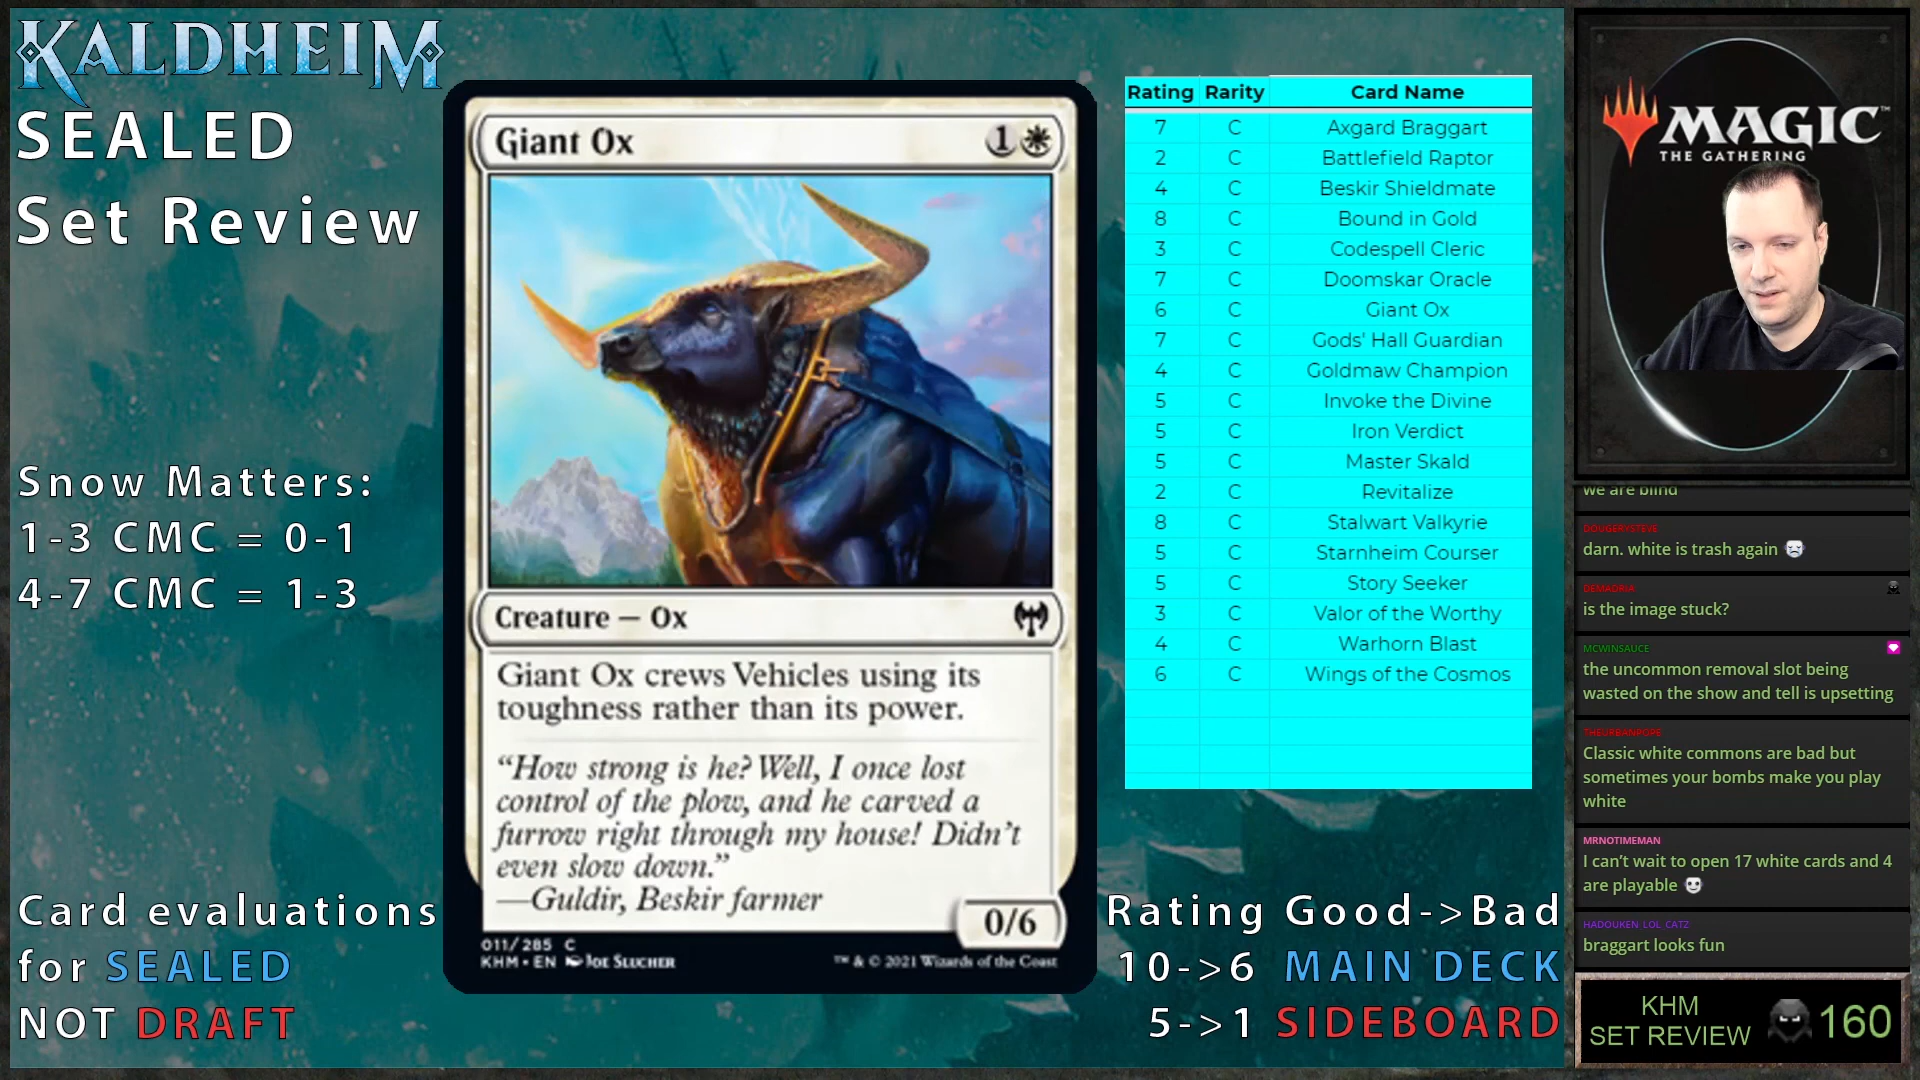 KALDHEIM
SEALED
Set Review
Snow Matters:
1-3 CMC = 0-1
4-7 CMC = 1-3
Card evaluations
for SEALED
NOT DRAFT
Giant Ox 1
Creature — Ox
Giant Ox crews Vehicles using its
toughness rather than its power.
“How strong is he? Well, I once lost
control of the plow, and he carved a
furrow right through my house! Didn’t
even slow down.”
—Guldir, Beskir farmer
0/6
011/285 C
KHM • EN Joe Slucher
™ & © 2021 Wizards of the Coast
Rating Rarity Card Name
7 C Axgard Braggart
2 C Battlefield Raptor
4 C Beskir Shieldmate
8 C Bound in Gold
3 C Codespell Cleric
7 C Doomskar Oracle
6 C Giant Ox
7 C Gods' Hall Guardian
4 C Goldmaw Champion
5 C Invoke the Divine
5 C Iron Verdict
5 C Master Skald
2 C Revitalize
8 C Stalwart Valkyrie
5 C Starnheim Courser
5 C Story Seeker
3 C Valor of the Worthy
4 C Warhorn Blast
6 C Wings of the Cosmos
Rating Good->Bad
10->6 MAIN DECK
5->1 SIDEBOARD
MAGIC™
THE GATHERING
we are blind
DOUGERYSTEVE
darn. white is trash again
DEMADRIA
is the image stuck?
MCWINSAUCE
the uncommon removal slot being
wasted on the show and tell is upsetting
THEURBANPOPE
Classic white commons are bad but
sometimes your bombs make you play
white
MRNOTIMEMAN
I can’t wait to open 17 white cards and 4
are playable
HADOUKEN_LOL_CATZ
braggart looks fun
KHM
SET REVIEW
160